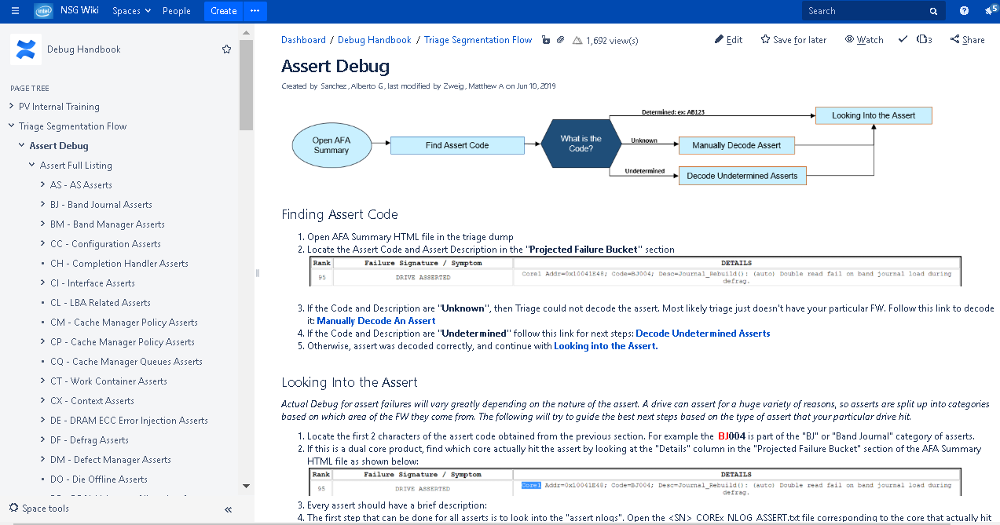 intel NSG Wiki Spaces People Create ··· Search 5
Debug Handbook
PAGE TREE
PV Internal Training
Triage Segmentation Flow
Assert Debug
Assert Full Listing
AS - AS Asserts
BJ - Band Journal Asserts
BM - Band Manager Asserts
CC - Configuration Asserts
CH - Completion Handler Asserts
CI - Interface Asserts
CL - LBA Related Asserts
CM - Cache Manager Policy Asserts
CP - Cache Manager Policy Asserts
CQ - Cache Manager Queues Asserts
CT - Work Container Asserts
CX - Context Asserts
DE - DRAM ECC Error Injection Asserts
DF - Defrag Asserts
DM - Defect Manager Asserts
DO - Die Offline Asserts
Space tools
Dashboard / Debug Handbook / Triage Segmentation Flow 1,692 view(s) Edit Save for later Watch 3 Share
Assert Debug
Created by Sanchez, Alberto G, last modified by Zweig, Matthew A on Jun 10, 2019
Open AFA
Summary
Find Assert Code
What is the
Code?
Determined: ex: AB123
Looking Into the Assert
Unknown
Manually Decode Assert
Undetermined
Decode Undetermined Asserts
Finding Assert Code
1. Open AFA Summary HTML file in the triage dump
2. Locate the Assert Code and Assert Description in the "Projected Failure Bucket" section
Rank Failure Signature / Symptom DETAILS
95 DRIVE ASSERTED Core1 Addr=0x10041E48; Code=BJ004; Desc=Journal_Rebuild(): (auto) Double read fail on band journal load during
defrag.
3. If the Code and Description are "Unknown", then Triage could not decode the assert. Most likely triage just doesn't have your particular FW. Follow this link to decode
it: Manually Decode An Assert
4. If the Code and Description are "Undetermined" follow this link for next steps: Decode Undetermined Asserts
5. Otherwise, assert was decoded correctly, and continue with Looking into the Assert.
Looking Into the Assert
Actual Debug for assert failures will vary greatly depending on the nature of the assert. A drive can assert for a huge variety of reasons, so asserts are split up into categories
based on which area of the FW they come from. The following will try to guide the best next steps based on the type of assert that your particular drive hit.
1. Locate the first 2 characters of the assert code obtained from the previous section. For example the BJ004 is part of the "BJ" or "Band Journal" category of asserts.
2. If this is a dual core product, find which core actually hit the assert by looking at the "Details" column in the "Projected Failure Bucket" section of the AFA Summary
HTML file as shown below:
Rank Failure Signature / Symptom DETAILS
95 DRIVE ASSERTED Core1 Addr=0x10041E48; Code=BJ004; Desc=Journal_Rebuild(): (auto) Double read fail on band journal load during
defrag.
3. Every assert should have a brief description:
4. The first step that can be done for all asserts is to look into the "assert nlogs". Open the <SN>_COREx_NLOG_ASSERT.txt file corresponding to the core that actually hit